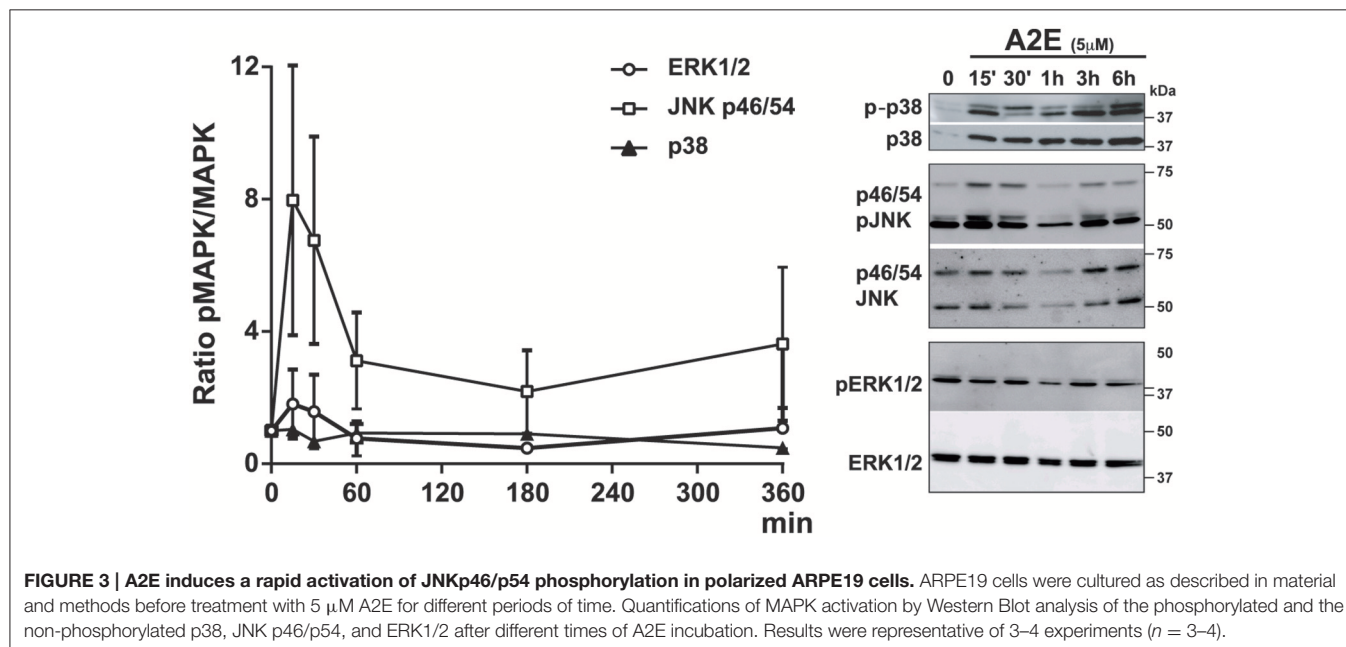 12
8
4
0
Ratio pMAPK/MAPK
0 60 120 180 240 300 360
min
ERK1/2
JNK p46/54
p38
A2E (5μM)
0 15' 30' 1h 3h 6h
kDa
p-p38
37
p38
37
75
p46/54
pJNK
50
75
p46/54
JNK
50
50
pERK1/2
37
50
ERK1/2
37
FIGURE 3 | A2E induces a rapid activation of JNKp46/p54 phosphorylation in polarized ARPE19 cells. ARPE19 cells were cultured as described in material
and methods before treatment with 5 μM A2E for different periods of time. Quantifications of MAPK activation by Western Blot analysis of the phosphorylated and the
non-phosphorylated p38, JNK p46/p54, and ERK1/2 after different times of A2E incubation. Results were representative of 3–4 experiments (n = 3–4).